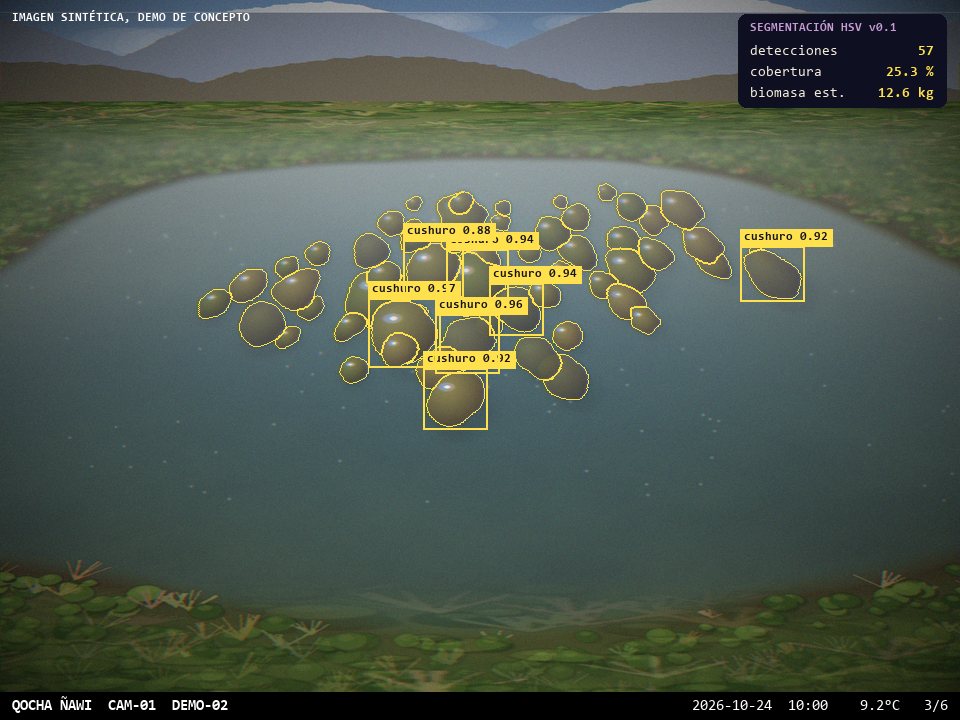 IMAGEN SINTÉTICA, DEMO DE CONCEPTO
SEGMENTACIÓN HSV v0.1
detecciones 57
cobertura 25.3 %
biomasa est. 12.6 kg
cushuro 0.88
0.94
cushuro 0.92
cushuro 0.94
cushuro 0.97
cushuro 0.96
cushuro 0.92
QOCHA ÑAWI CAM-01 DEMO-02 2026-10-24 10:00 9.2°C 3/6